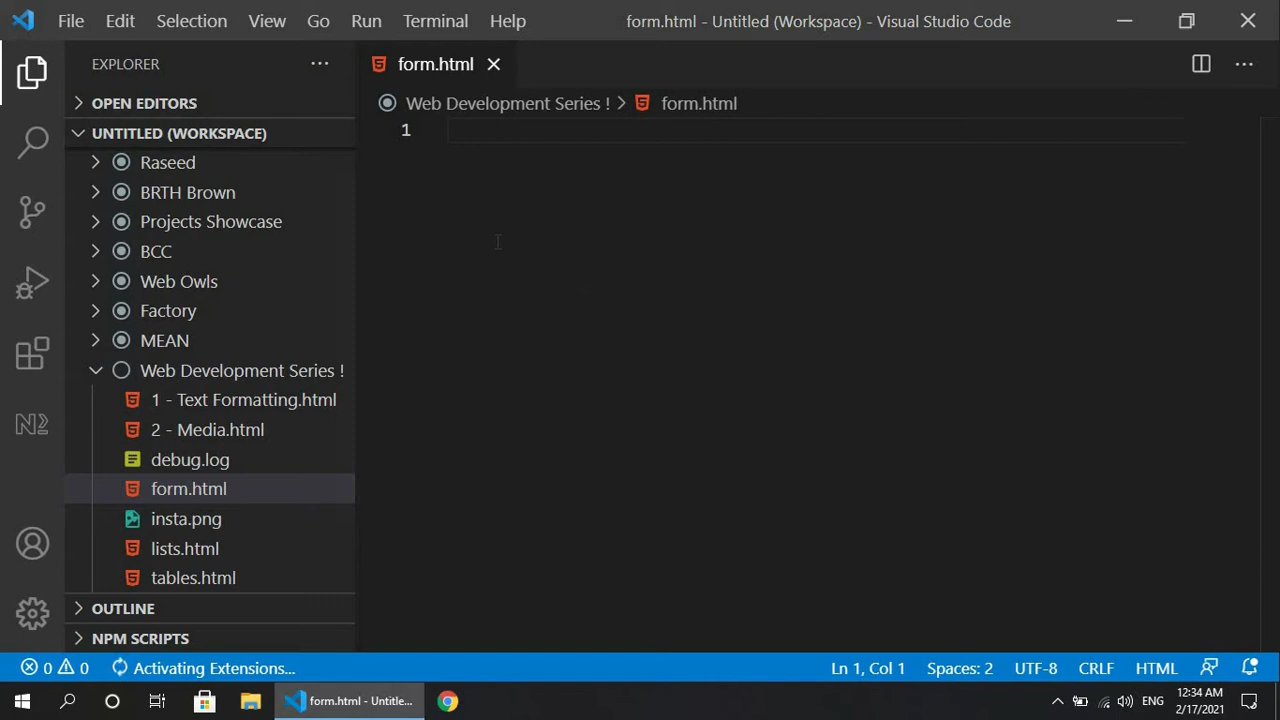 File Edit Selection View Go Run Terminal Help form.html - Untitled (Workspace) - Visual Studio Code
EXPLORER
form.html
OPEN EDITORS
Web Development Series ! > form.html
UNTITLED (WORKSPACE)
1
Raseed
BRTH Brown
Projects Showcase
BCC
Web Owls
Factory
MEAN
Web Development Series !
1 - Text Formatting.html
2 - Media.html
debug.log
form.html
insta.png
lists.html
tables.html
OUTLINE
NPM SCRIPTS
0 0 Activating Extensions... Ln 1, Col 1 Spaces: 2 UTF-8 CRLF HTML
form.html - Untitle... ENG 12:34 AM
2/17/2021